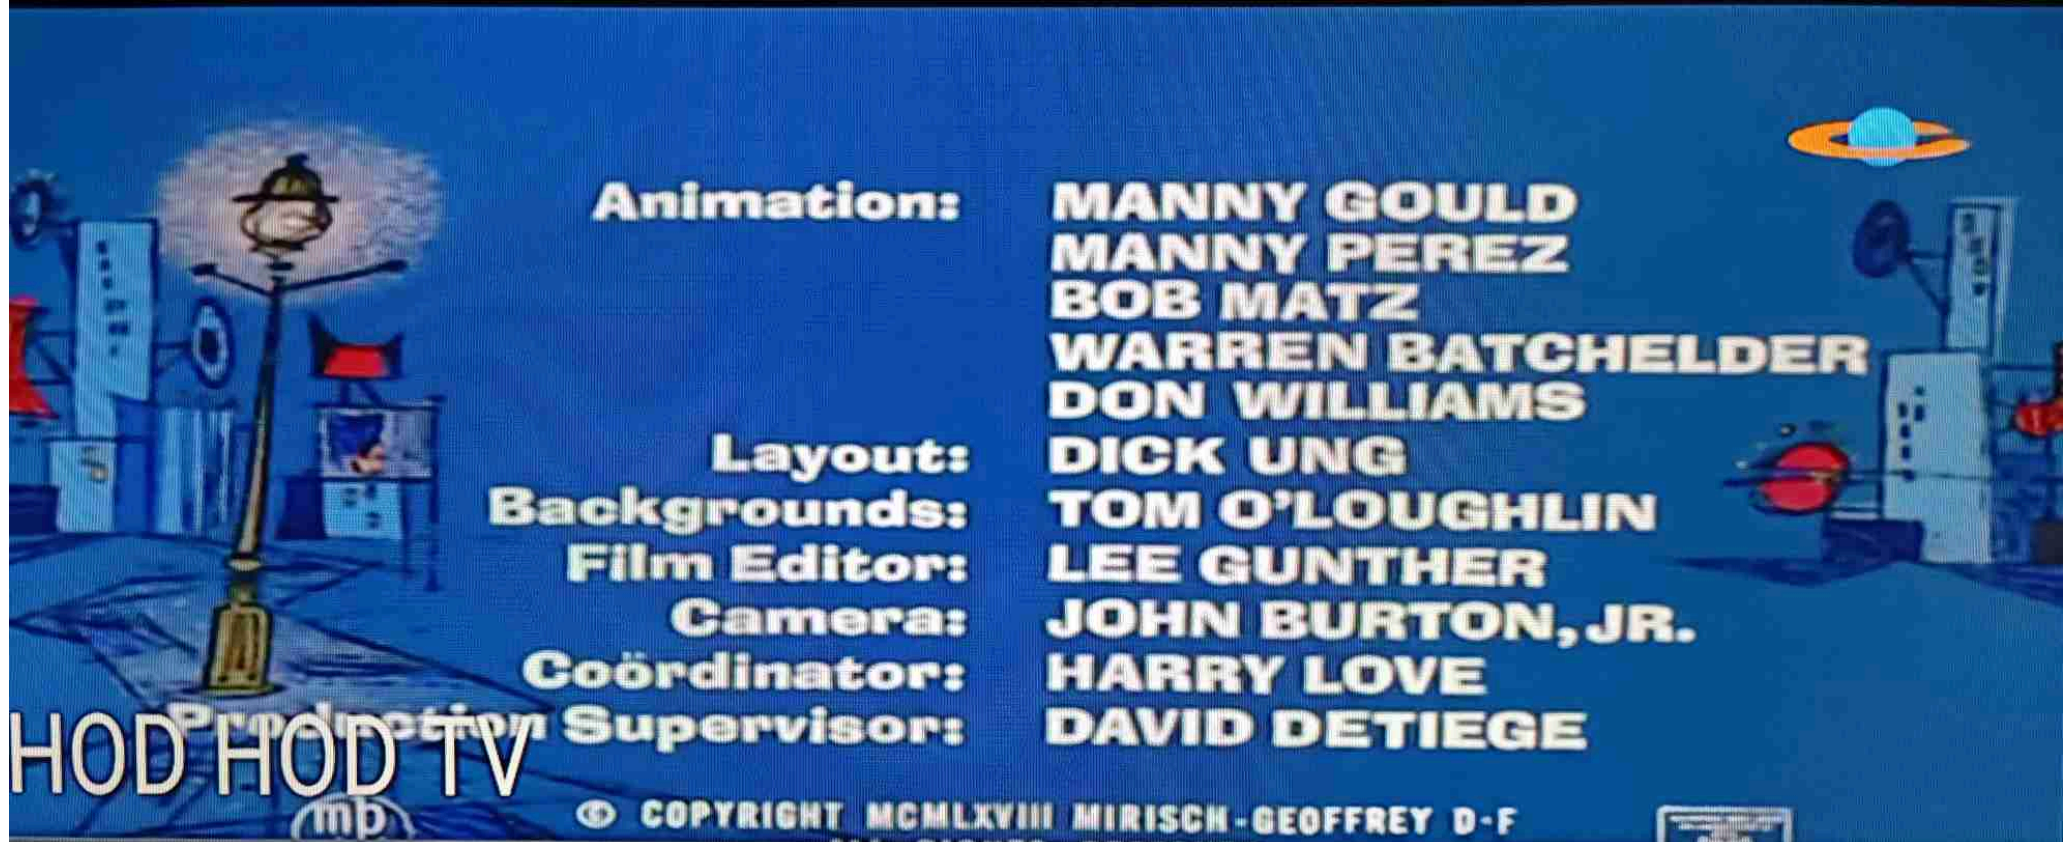 Animation: MANNY GOULD
MANNY PEREZ
BOB MATZ
WARREN BATCHELDER
DON WILLIAMS
Layout: DICK UNG
Backgrounds: TOM O'LOUGHLIN
Film Editor: LEE GUNTHER
Camera: JOHN BURTON, JR.
Coördinator: HARRY LOVE
Production Supervisor: DAVID DETIEGE
HOD HOD TV
mp
© COPYRIGHT MCMLXVIII MIRISCH-GEOFFREY D-F